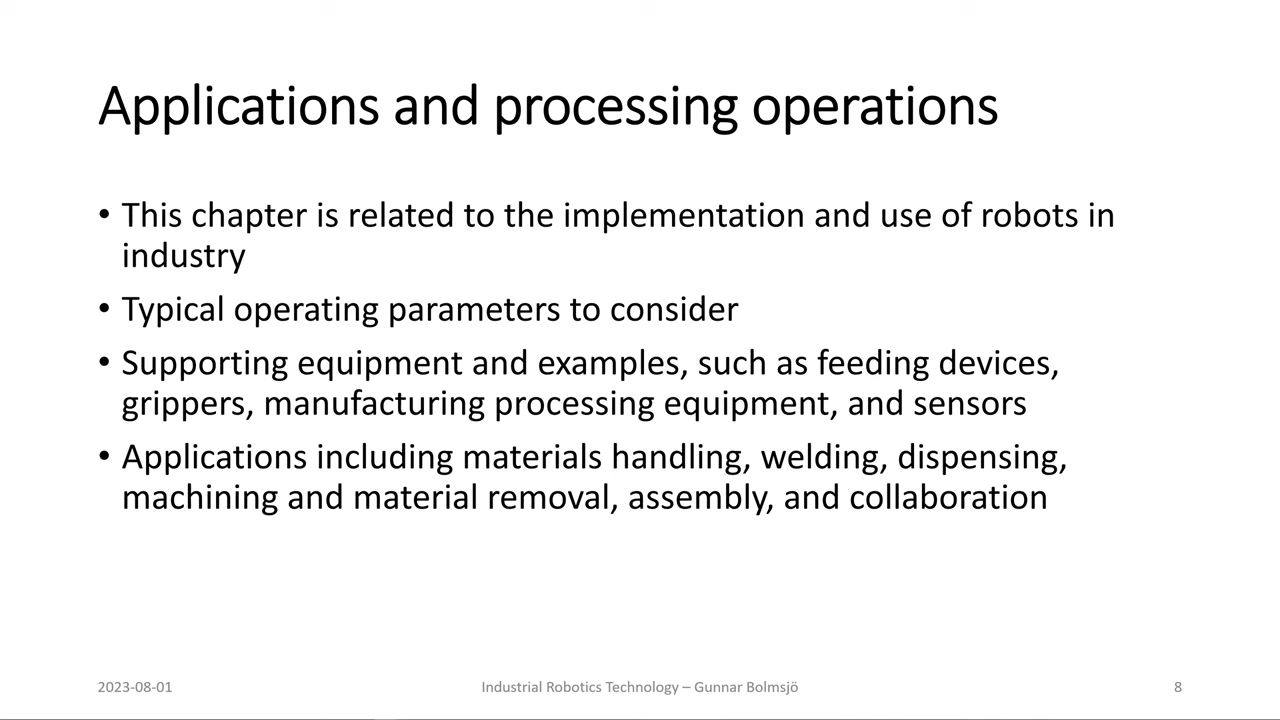 Applications and processing operations
• This chapter is related to the implementation and use of robots in
industry
• Typical operating parameters to consider
• Supporting equipment and examples, such as feeding devices,
grippers, manufacturing processing equipment, and sensors
• Applications including materials handling, welding, dispensing,
machining and material removal, assembly, and collaboration
2023-08-01
Industrial Robotics Technology – Gunnar Bolmsjö
8